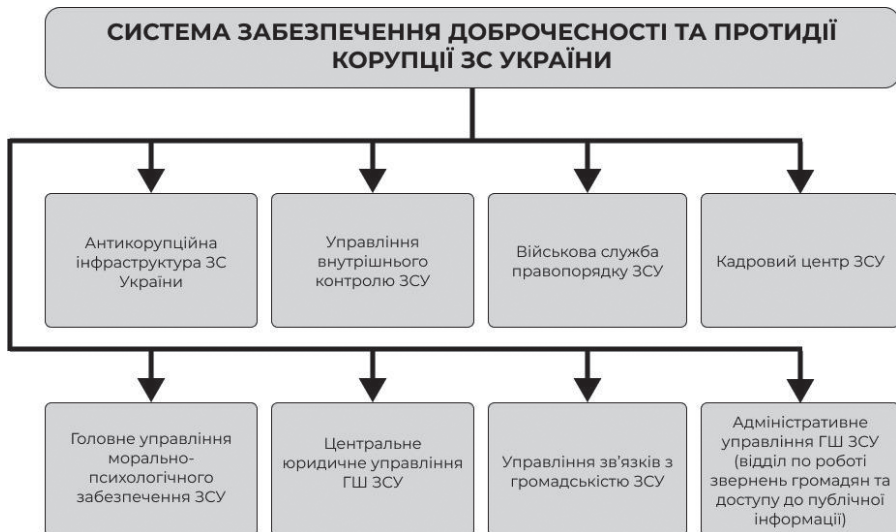 СИСТЕМА ЗАБЕЗПЕЧЕННЯ ДОБРОЧЕСНОСТІ ТА ПРОТИДІЇ
КОРУПЦІЇ ЗС УКРАЇНИ
Антикорупційна
інфраструктура ЗС
України
Управління
внутрішнього
контролю ЗСУ
Військова служба
правопорядку ЗСУ
Кадровий центр ЗСУ
Головне управління
морально-
психологічного
забезпечення ЗСУ
Центральне
юридичне управління
ГШ ЗСУ
Управління зв’язків з
громадськістю ЗСУ
Адміністративне
управління ГШ ЗСУ
(відділ по роботі
звернень громадян та
доступу до публічної
інформації)